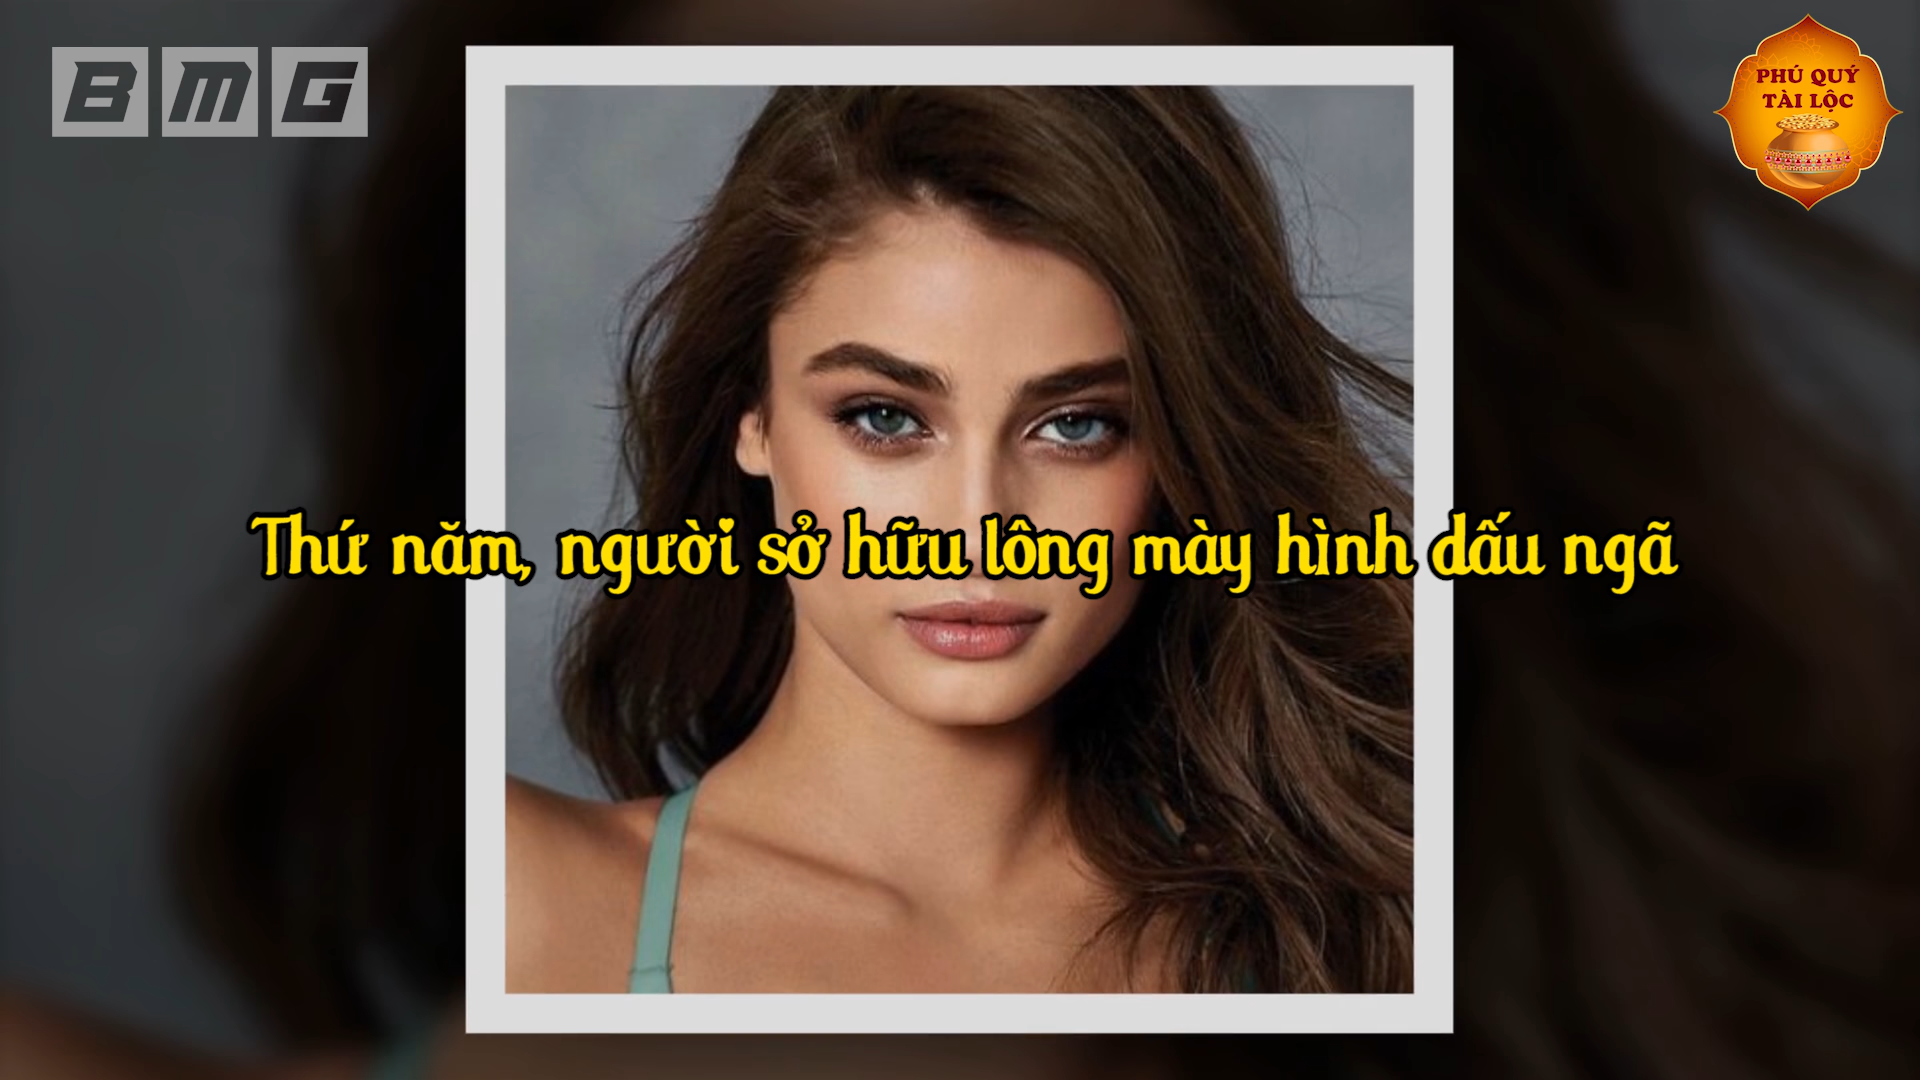 BMG
PHÚ QUÝ
TÀI LỘC
Thứ năm, người sở hữu lông mày hình dấu ngã